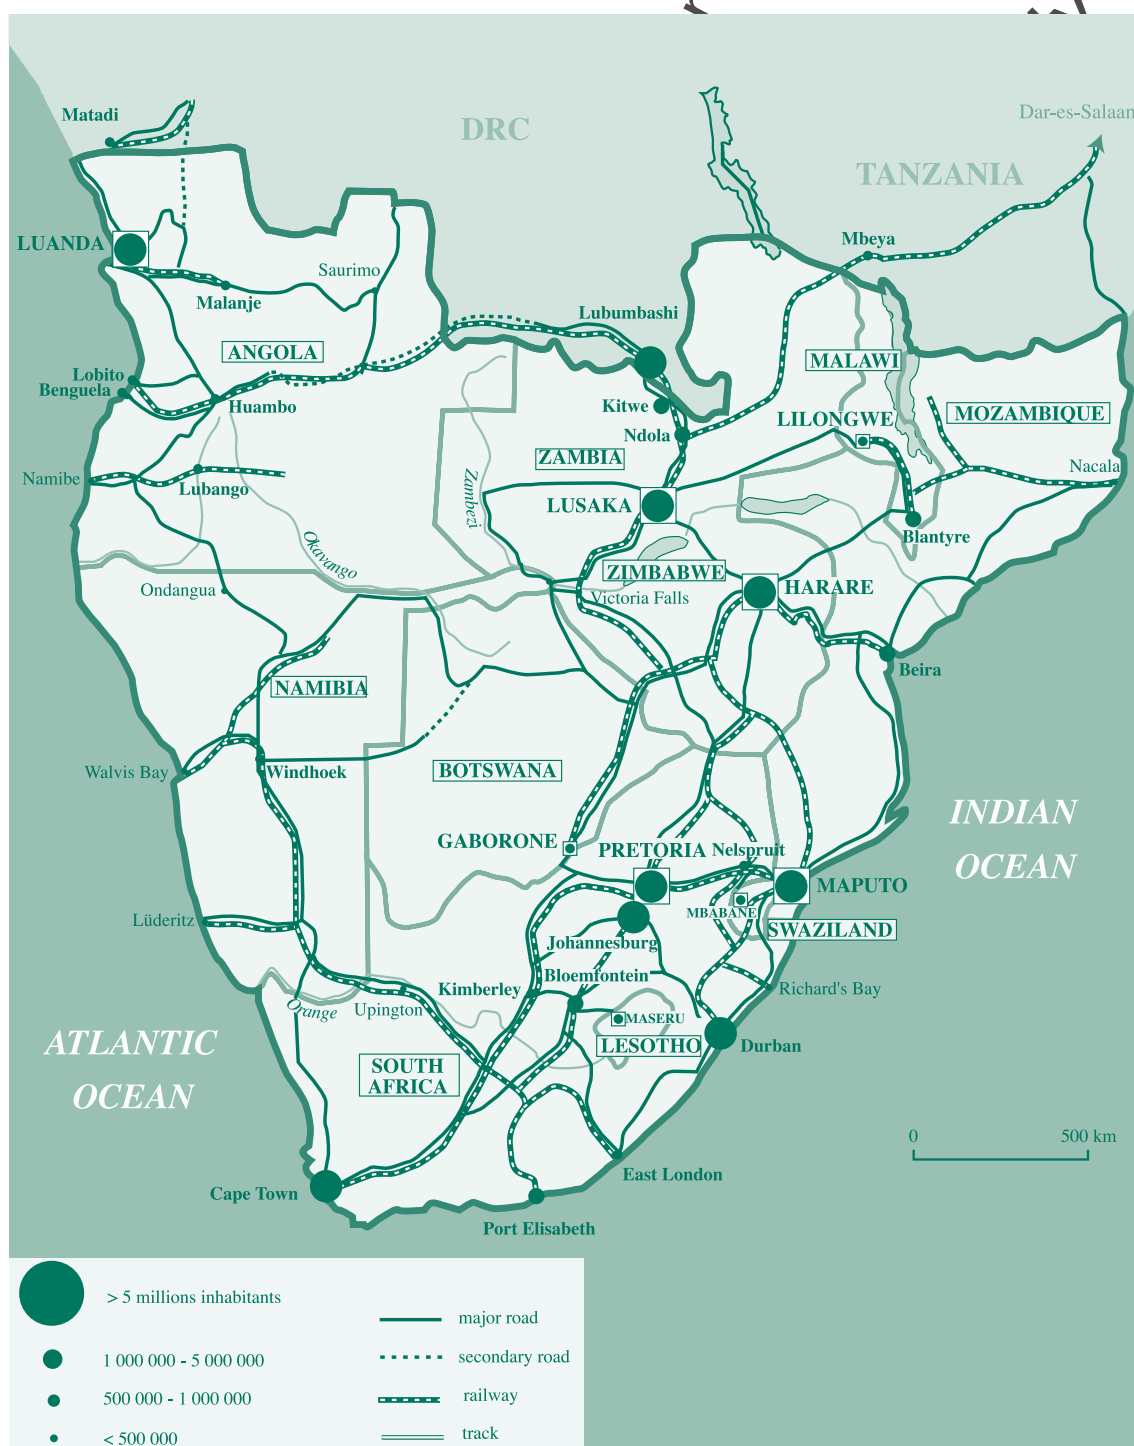 Matadi
DRC
Dar-es-Salaam
TANZANIA
LUANDA
Mbeya
Saurimo
Malanje
Lubumbashi
ANGOLA
MALAWI
Lobito
Benguela
Huambo
Kitwe
LILONGWE
MOZAMBIQUE
Ndola
ZAMBIA
Nacala
Namibe
Lubango
Zambezi
LUSAKA
Okavango
Blantyre
ZIMBABWE
HARARE
Ondangua
Victoria Falls
Beira
NAMIBIA
Walvis Bay
Windhoek
BOTSWANA
INDIAN
OCEAN
GABORONE
PRETORIA
Nelspruit
MAPUTO
MBABANE
Lüderitz
SWAZILAND
Johannesburg
Bloemfontein
Kimberley
Richard's Bay
Orange
Upington
MASERU
ATLANTIC
OCEAN
LESOTHO
Durban
SOUTH
AFRICA
0 500 km
East London
Cape Town
Port Elisabeth
> 5 millions inhabitants
1 000 000 - 5 000 000
500 000 - 1 000 000
< 500 000
major road
secondary road
railway
track